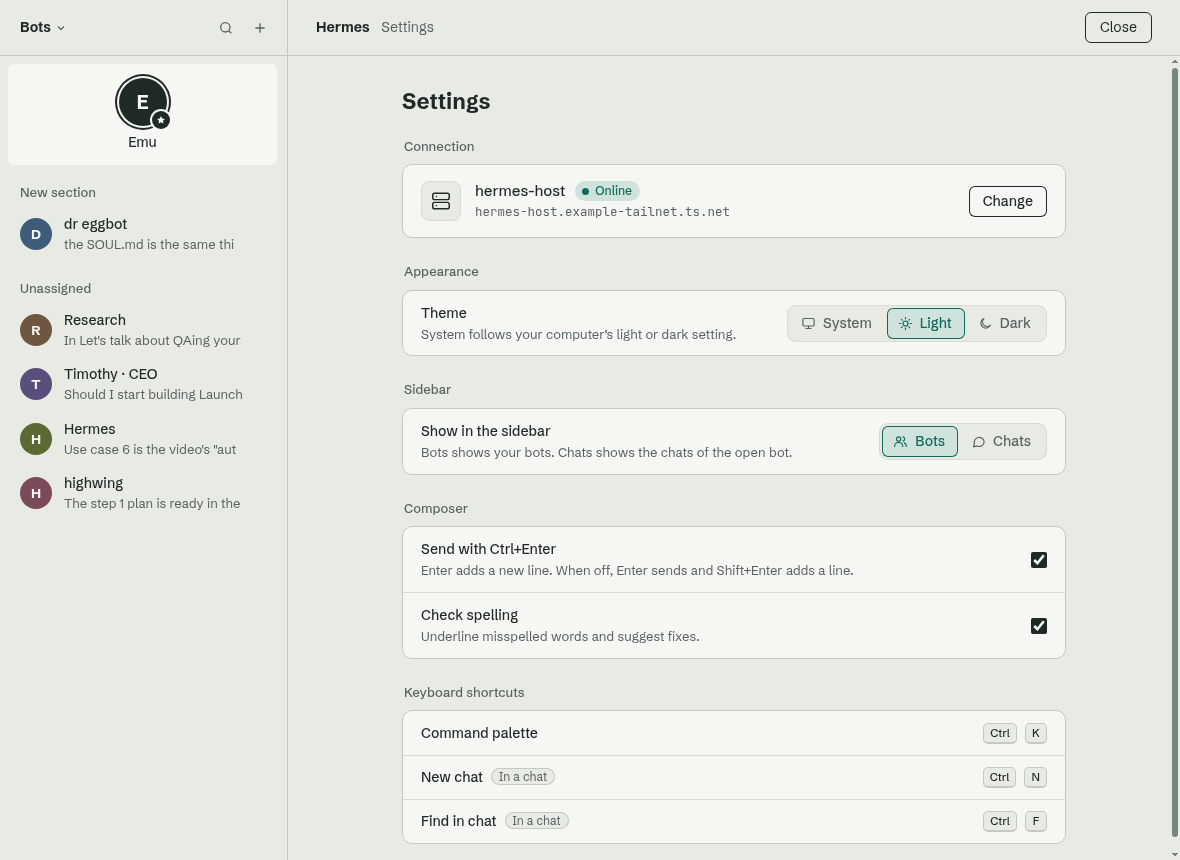 Bots
Hermes Settings
Close
E
Emu
New section
D
dr eggbot
the SOUL.md is the same thi
Unassigned
R
Research
In Let's talk about QAing your
T
Timothy · CEO
Should I start building Launch
H
Hermes
Use case 6 is the video's "aut
H
highwing
The step 1 plan is ready in the
Settings
Connection
hermes-host Online
hermes-host.example-tailnet.ts.net
Change
Appearance
Theme
System follows your computer’s light or dark setting.
System Light Dark
Sidebar
Show in the sidebar
Bots shows your bots. Chats shows the chats of the open bot.
Bots Chats
Composer
Send with Ctrl+Enter
Enter adds a new line. When off, Enter sends and Shift+Enter adds a line.
Check spelling
Underline misspelled words and suggest fixes.
Keyboard shortcuts
Command palette Ctrl K
New chat In a chat Ctrl N
Find in chat In a chat Ctrl F